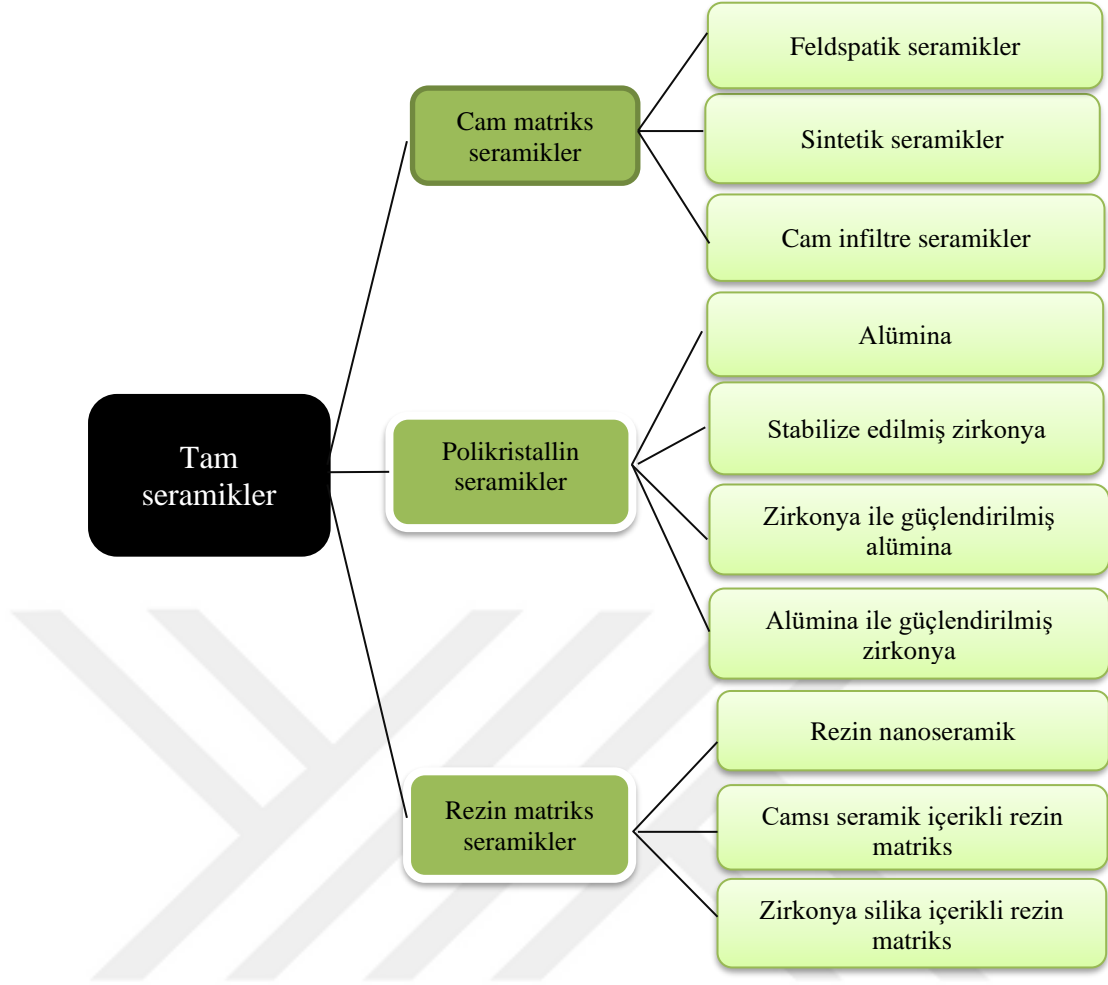 Tam
seramikler
Cam matriks
seramikler
Feldspatik seramikler
Sintetik seramikler
Cam infiltre seramikler
Polikristallin
seramikler
Alümina
Stabilize edilmiş zirkonya
Zirkonya ile güçlendirilmiş
alümina
Alümina ile güçlendirilmiş
zirkonya
Rezin matriks
seramikler
Rezin nanoseramik
Camsı seramik içerikli rezin
matriks
Zirkonya silika içerikli rezin
matriks